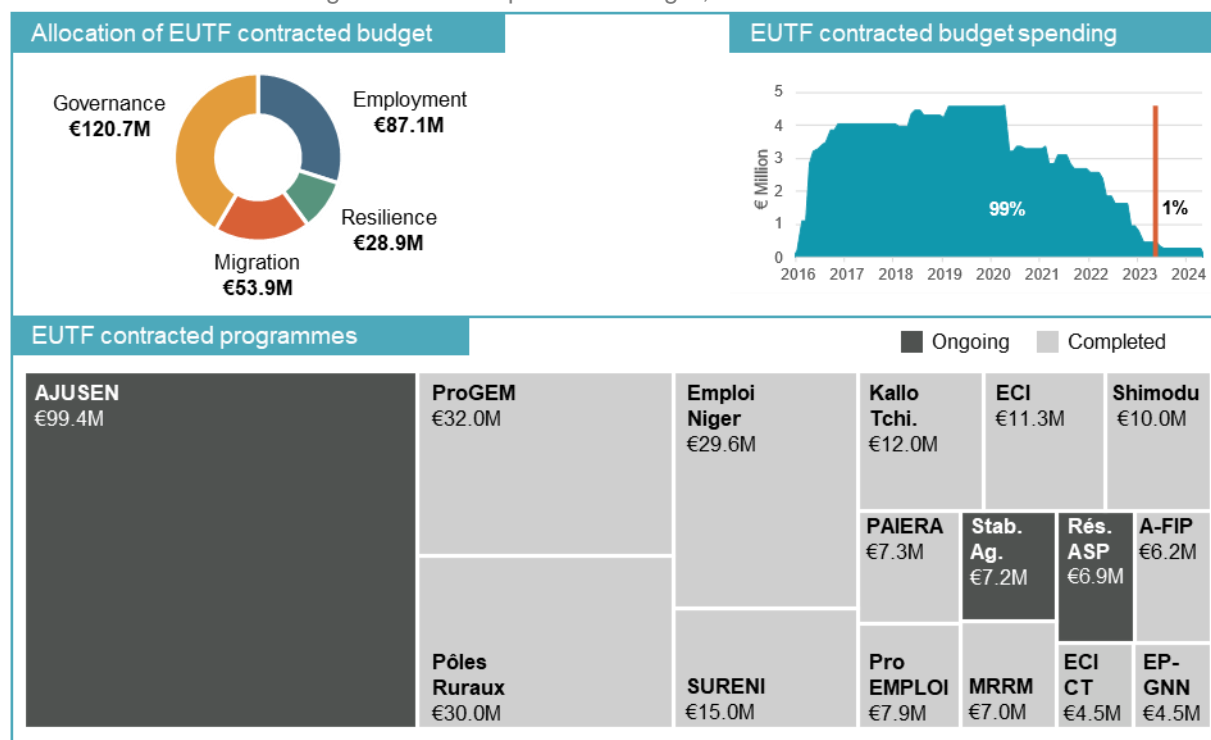 Allocation of EUTF contracted budget
Governance
€120.7M
Employment
€87.1M
Resilience
€28.9M
Migration
€53.9M
EUTF contracted budget spending
€ Million
5
4
3
2
1
0
99%
1%
2016 2017 2018 2019 2020 2021 2022 2023 2024
EUTF contracted programmes
Ongoing
Completed
AJUSEN
€99.4M
ProGEM
€32.0M
Pôles
Ruraux
€30.0M
Emploi
Niger
€29.6M
SURENI
€15.0M
Kallo
Tchi.
€12.0M
ECI
€11.3M
Shimodu
€10.0M
PAIERA
€7.3M
Stab.
Ag.
€7.2M
Rés.
ASP
€6.9M
A-FIP
€6.2M
Pro
EMPLOI
€7.9M
MRRM
€7.0M
ECI
CT
€4.5M
EP-
GNN
€4.5M